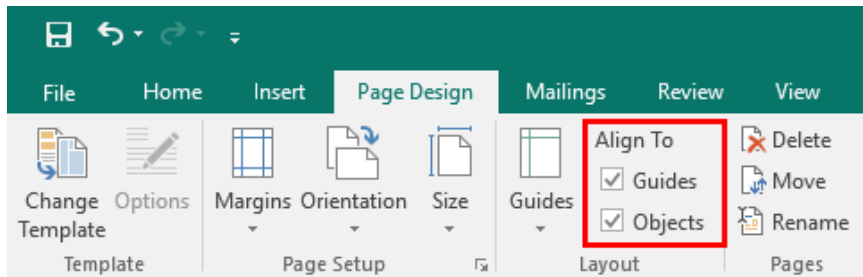 File Home Insert Page Design Mailings Review View
Change Template
Options
Margins Orientation Size
Guides
Align To
Guides
Objects
Delete
Move
Rename
Template Page Setup Layout Pages